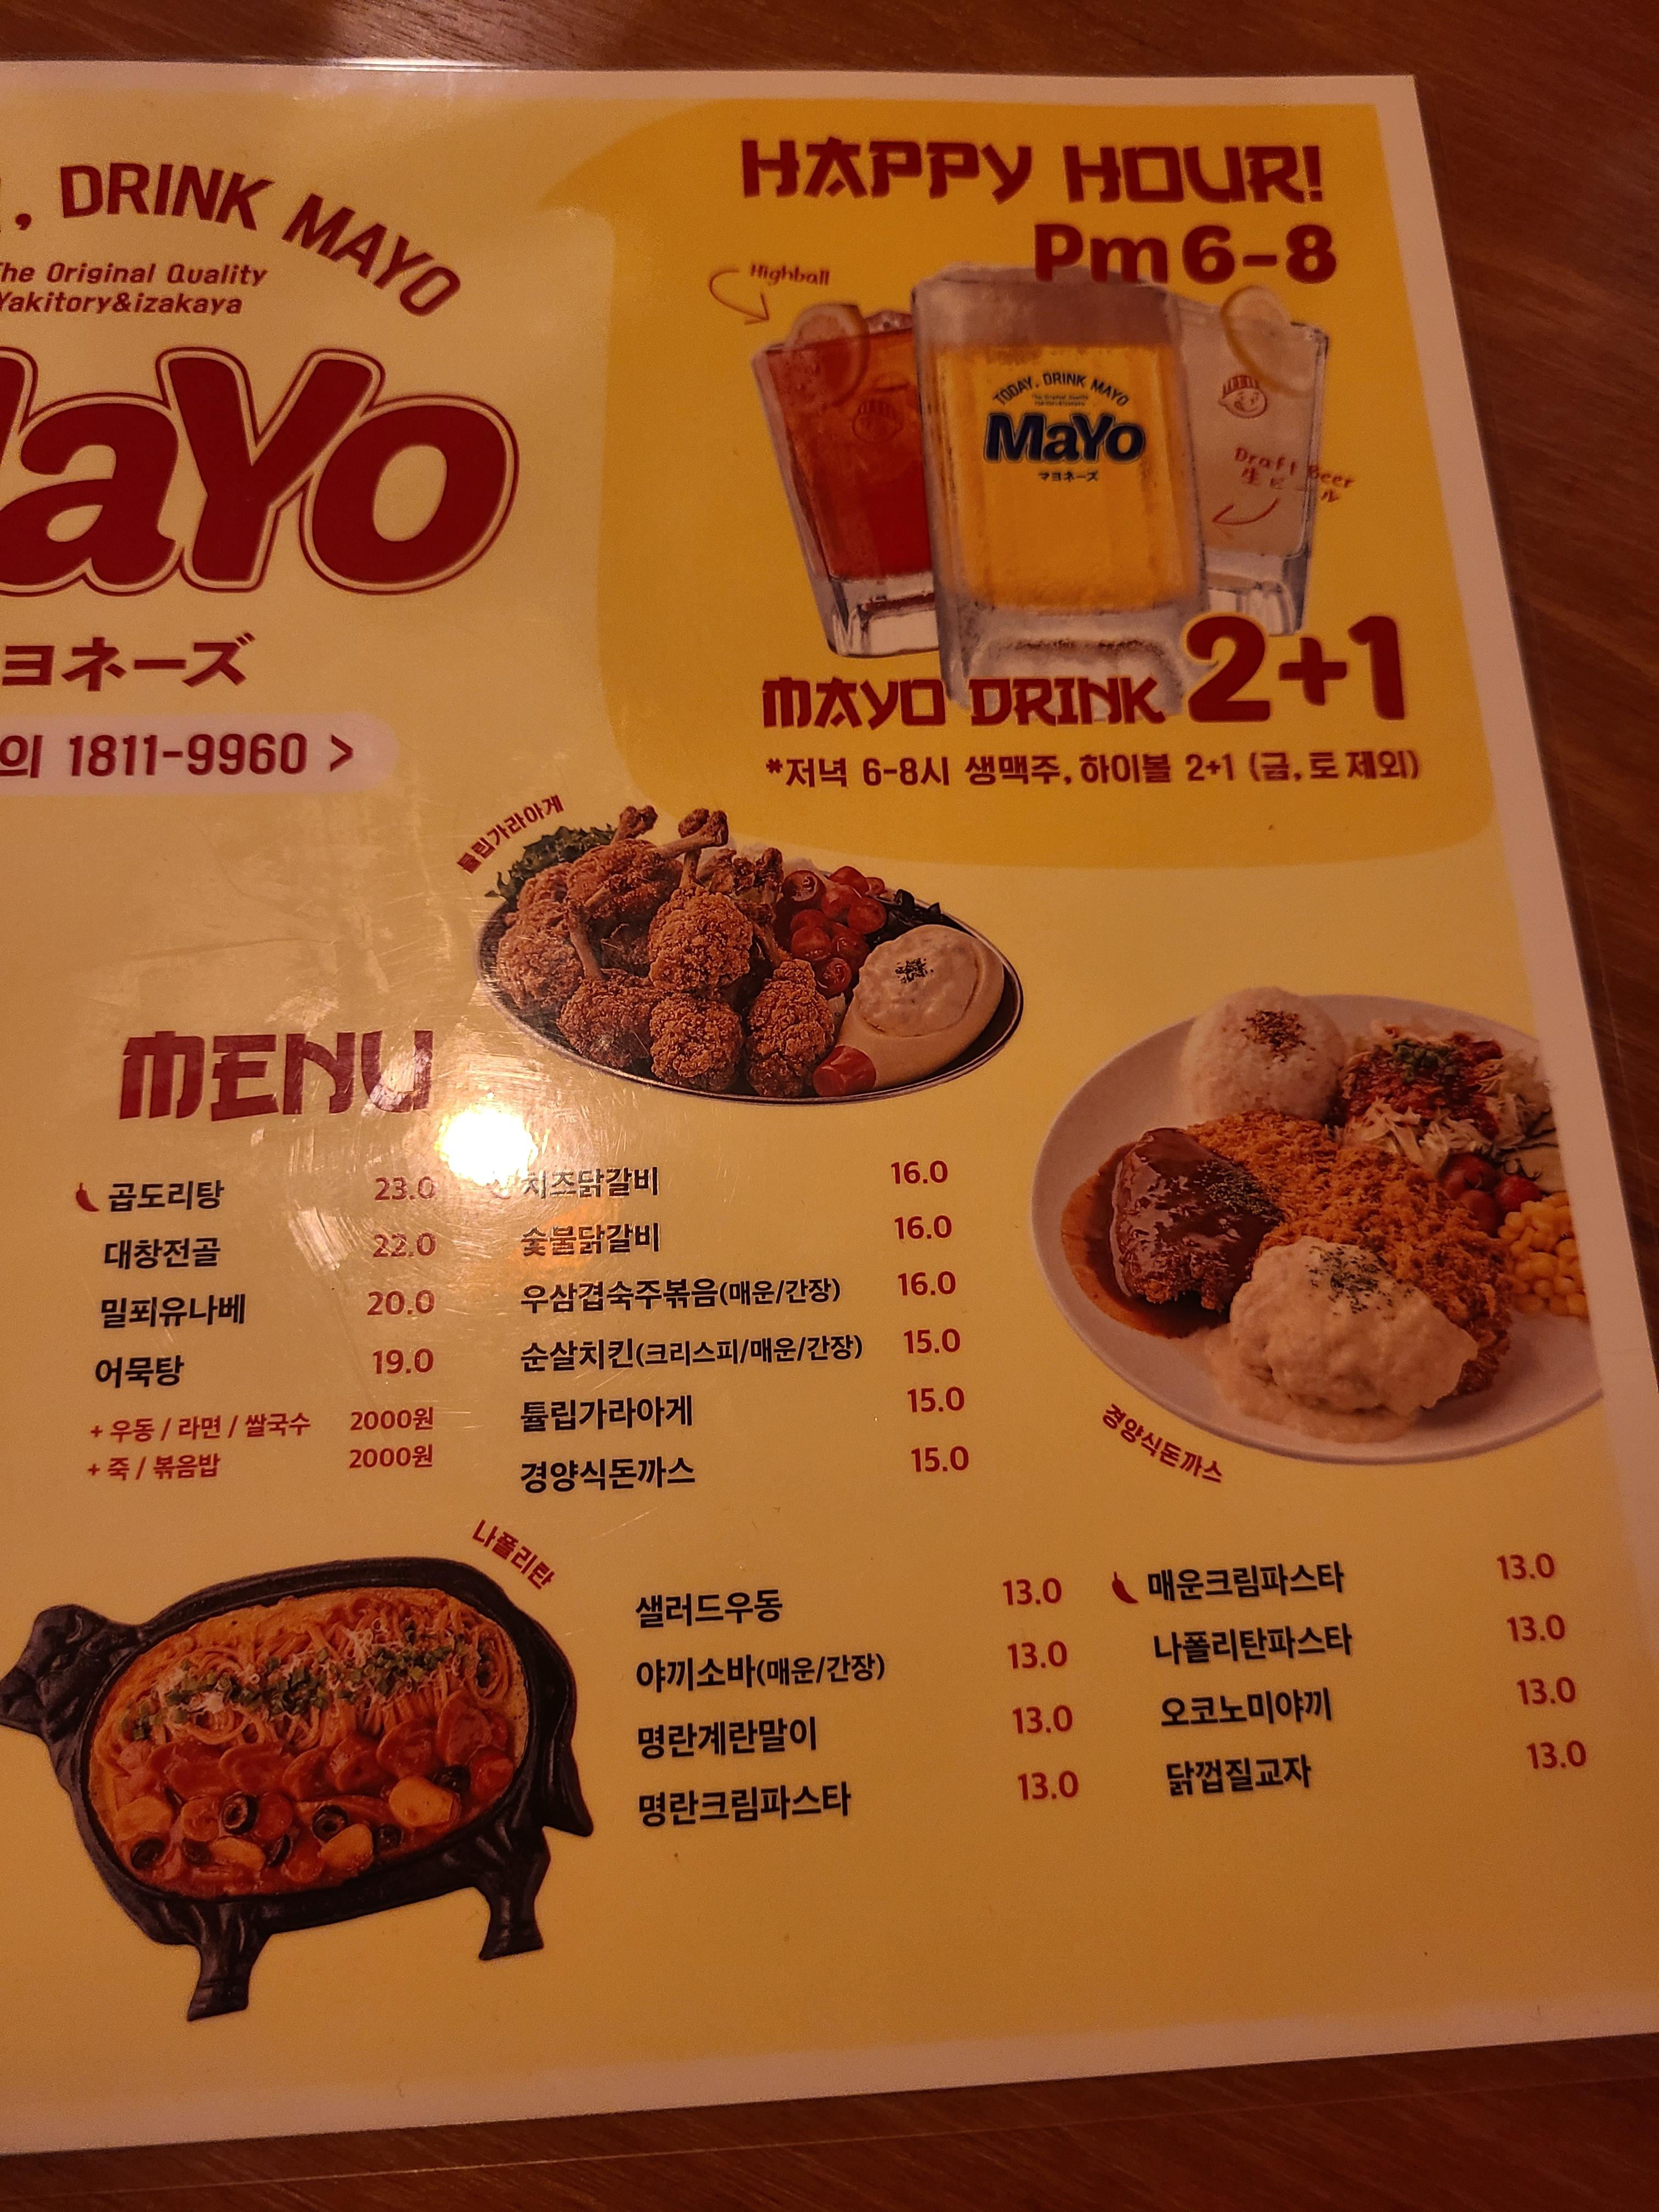 , DRINK MAYO
The Original Quality
Yakitory&izakaya
MaYo
ヨネーズ
의 1811-9960 >
HAPPY HOUR!
Pm 6-8
Highball
TODAY, DRINK MAYO
MaYo
マヨネーズ
Draft Beer
生ビール
MAYO DRINK 2+1
*저녁 6-8시 생맥주, 하이볼 2+1 (금, 토 제외)
튤립가라아게
MENU
곱도리탕 23.0
대창전골 22.0
밀푀유나베 20.0
어묵탕 19.0
+ 우동 / 라면 / 쌀국수 2000원
+ 죽 / 볶음밥 2000원
치즈닭갈비 16.0
숯불닭갈비 16.0
우삼겹숙주볶음(매운/간장) 16.0
순살치킨(크리스피/매운/간장) 15.0
튤립가라아게 15.0
경양식돈까스 15.0
경양식돈까스
나폴리탄
샐러드우동 13.0
야끼소바(매운/간장) 13.0
명란계란말이 13.0
명란크림파스타 13.0
매운크림파스타 13.0
나폴리탄파스타 13.0
오코노미야끼 13.0
닭껍질교자 13.0